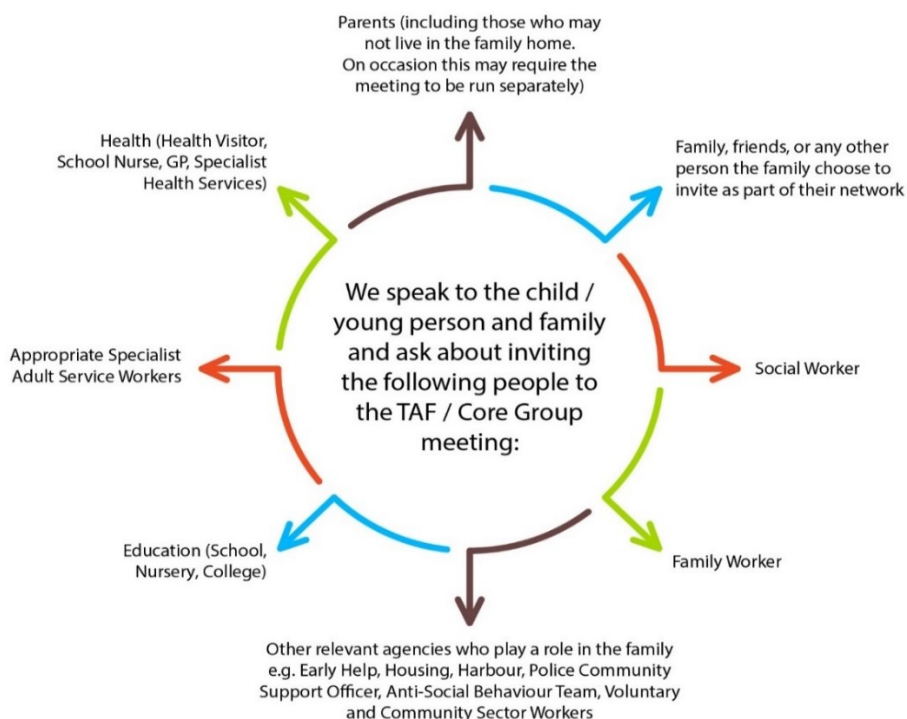 Parents (including those who may
not live in the family home.
On occasion this may require the
meeting to be run separately)
Health (Health Visitor,
School Nurse, GP, Specialist
Health Services)
Family, friends, or any other
person the family choose to
invite as part of their network
We speak to the child /
young person and family
and ask about inviting
the following people to
the TAF / Core Group
meeting:
Appropriate Specialist
Adult Service Workers
Social Worker
Education (School,
Nursery, College)
Family Worker
Other relevant agencies who play a role in the family
e.g. Early Help, Housing, Harbour, Police Community
Support Officer, Anti-Social Behaviour Team, Voluntary
and Community Sector Workers